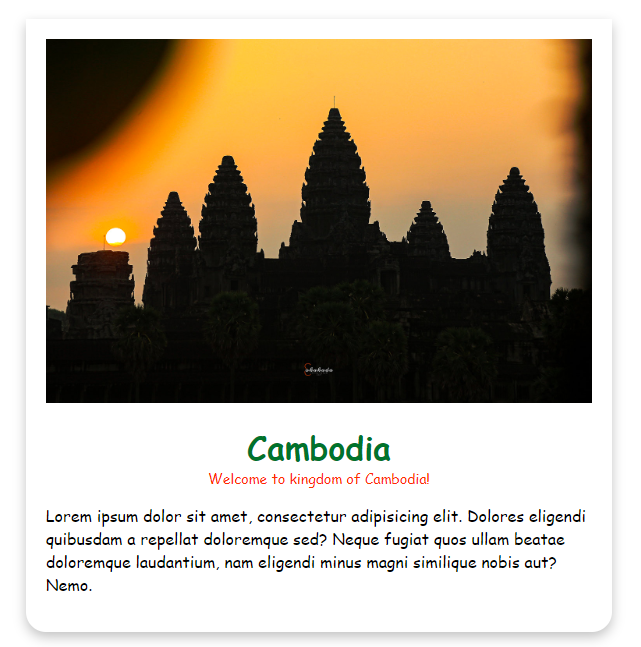 Cambodia
Welcome to kingdom of Cambodia!
Lorem ipsum dolor sit amet, consectetur adipisicing elit. Dolores eligendi
quibusdam a repellat doloremque sed? Neque fugiat quos ullam beatae
doloremque laudantium, nam eligendi minus magni similique nobis aut?
Nemo.